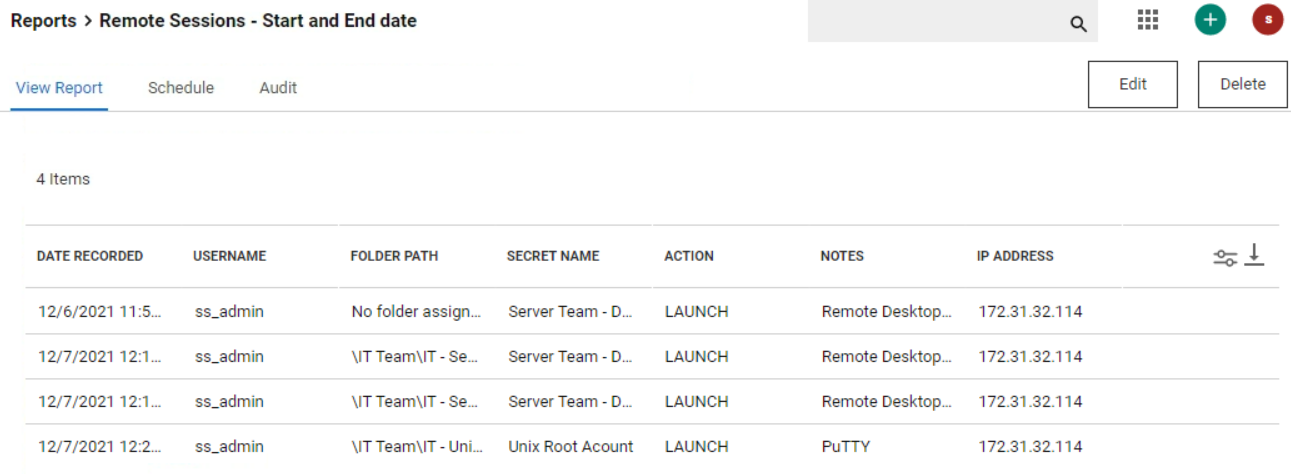 Reports > Remote Sessions - Start and End date
s
View Report Schedule Audit Edit Delete
4 Items
DATE RECORDED USERNAME FOLDER PATH SECRET NAME ACTION NOTES IP ADDRESS
12/6/2021 11:5... ss_admin No folder assign... Server Team - D... LAUNCH Remote Desktop... 172.31.32.114
12/7/2021 12:1... ss_admin \IT Team\IT - Se... Server Team - D... LAUNCH Remote Desktop... 172.31.32.114
12/7/2021 12:1... ss_admin \IT Team\IT - Se... Server Team - D... LAUNCH Remote Desktop... 172.31.32.114
12/7/2021 12:2... ss_admin \IT Team\IT - Uni... Unix Root Acount LAUNCH PuTTY 172.31.32.114